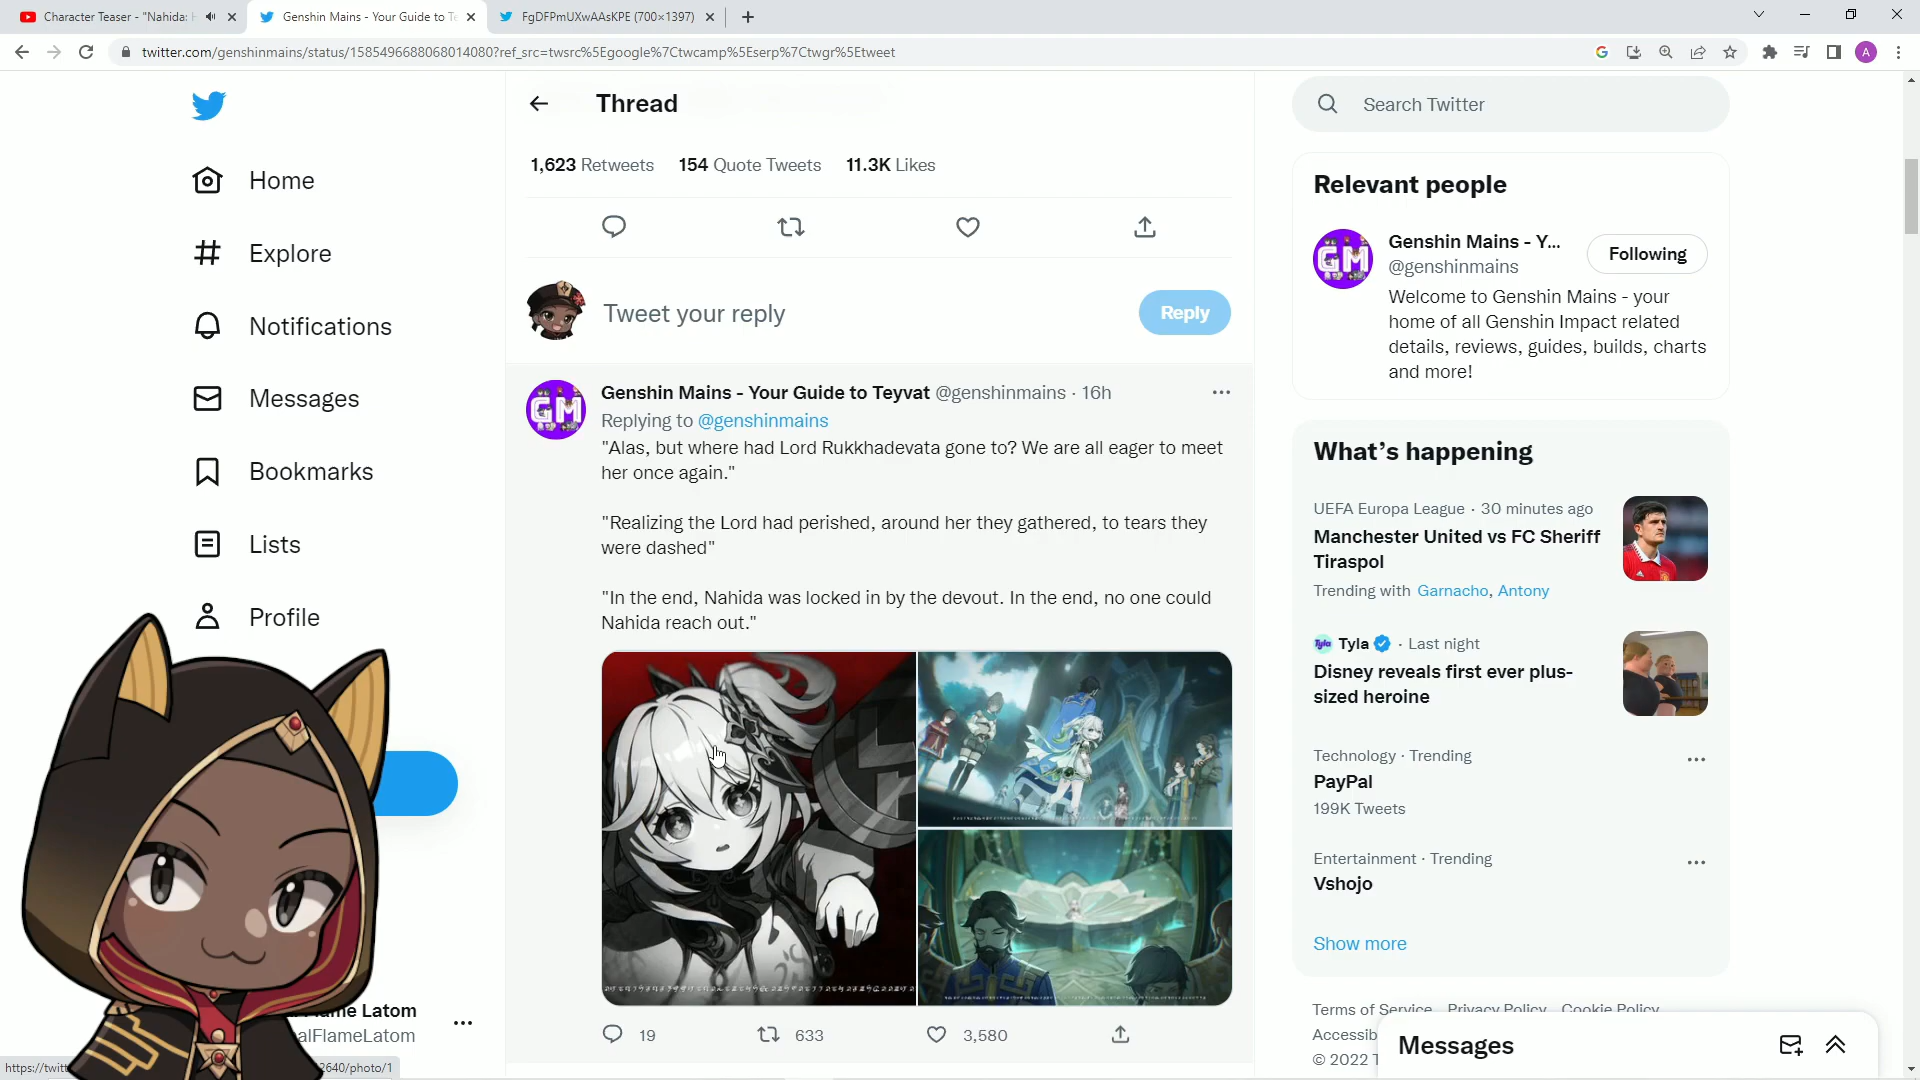 Character Teaser - "Nahida: H
Genshin Mains - Your Guide to Te
FgDFPmUXwAAsKPE (700×1397)
twitter.com/genshinmains/status/1585496688068014080?ref_src=twsrc%5Egoogle%7Ctwcamp%5Eserp%7Ctwgr%5Etweet
A
Home
Explore
Notifications
Messages
Bookmarks
Lists
Profile
ame Latom
alFlameLatom
https://twitt
2640/photo/1
Thread
1,623 Retweets 154 Quote Tweets 11.3K Likes
Tweet your reply
Reply
GM
Genshin Mains - Your Guide to Teyvat @genshinmains · 16h
Replying to @genshinmains
"Alas, but where had Lord Rukkhadevata gone to? We are all eager to meet
her once again."
"Realizing the Lord had perished, around her they gathered, to tears they
were dashed"
"In the end, Nahida was locked in by the devout. In the end, no one could
Nahida reach out."
19 633 3,580
Search Twitter
Relevant people
GM
Genshin Mains - Y...
@genshinmains
Following
Welcome to Genshin Mains - your
home of all Genshin Impact related
details, reviews, guides, builds, charts
and more!
What's happening
UEFA Europa League · 30 minutes ago
Manchester United vs FC Sheriff
Tiraspol
Trending with Garnacho, Antony
Tyla Tyla · Last night
Disney reveals first ever plus-
sized heroine
Technology · Trending
PayPal
199K Tweets
Entertainment · Trending
Vshojo
Show more
Terms of Service Privacy Policy Cookie Policy
Accessib
© 2022 T
Messages